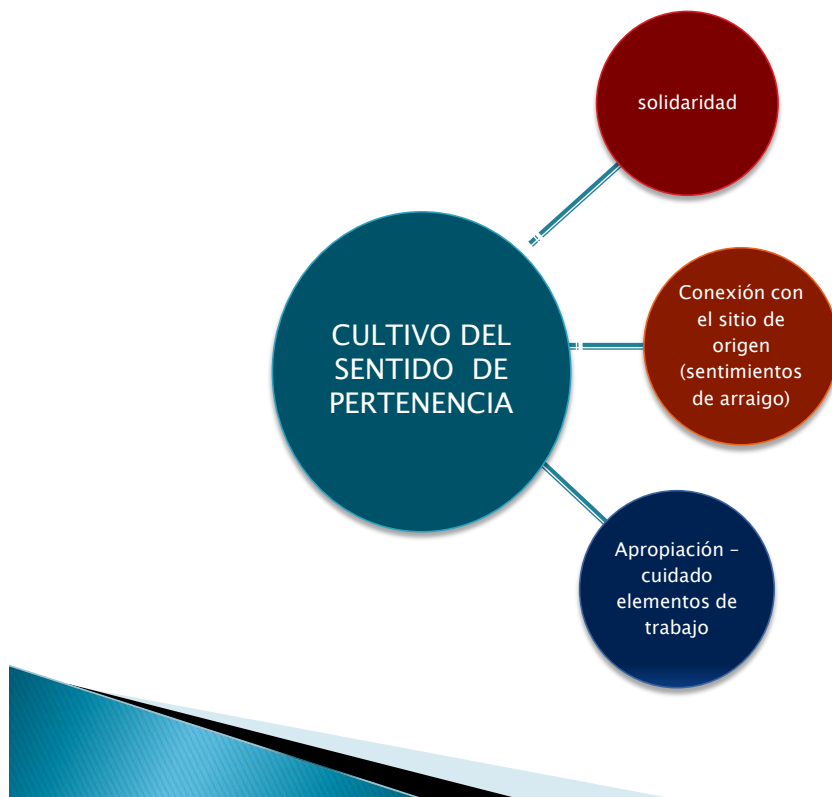 solidaridad
CULTIVO DEL
SENTIDO DE
PERTENENCIA
Conexión con
el sitio de
origen
(sentimientos
de arraigo)
Apropiación –
cuidado
elementos de
trabajo